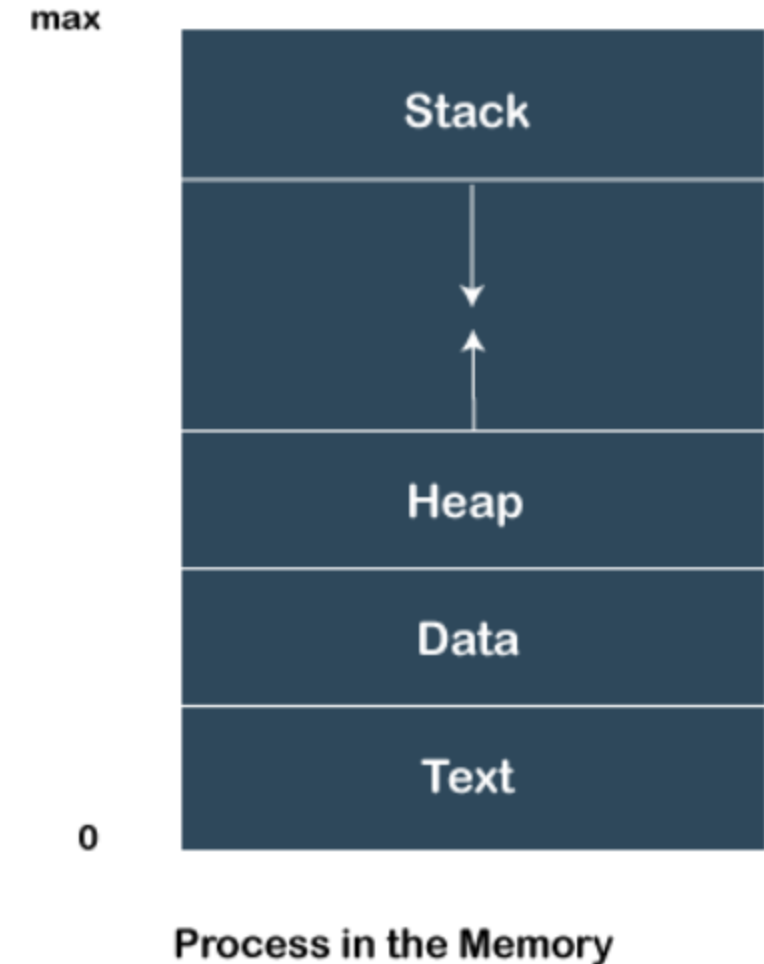 max
Stack
Heap
Data
Text
0
Process in the Memory